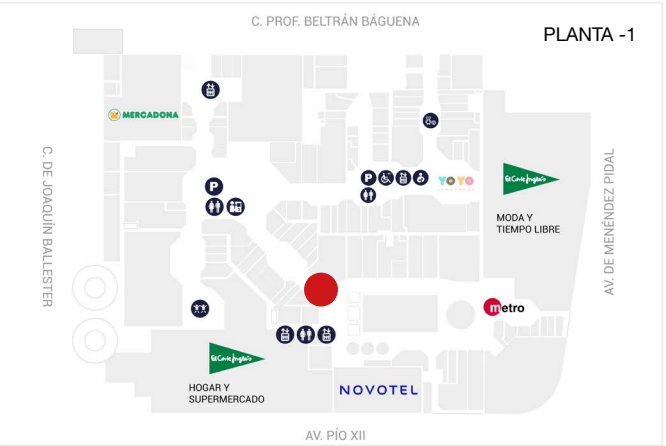 C. PROF. BELTRÁN BÁGUENA
PLANTA -1
MERCADONA
C. DE JOAQUÍN BALLESTER
P
P
YOYO
El Corte Inglés
MODA Y
TIEMPO LIBRE
AV. DE MENÉNDEZ PIDAL
metro
El Corte Inglés
HOGAR Y
SUPERMERCADO
NOVOTEL
AV. PÍO XII